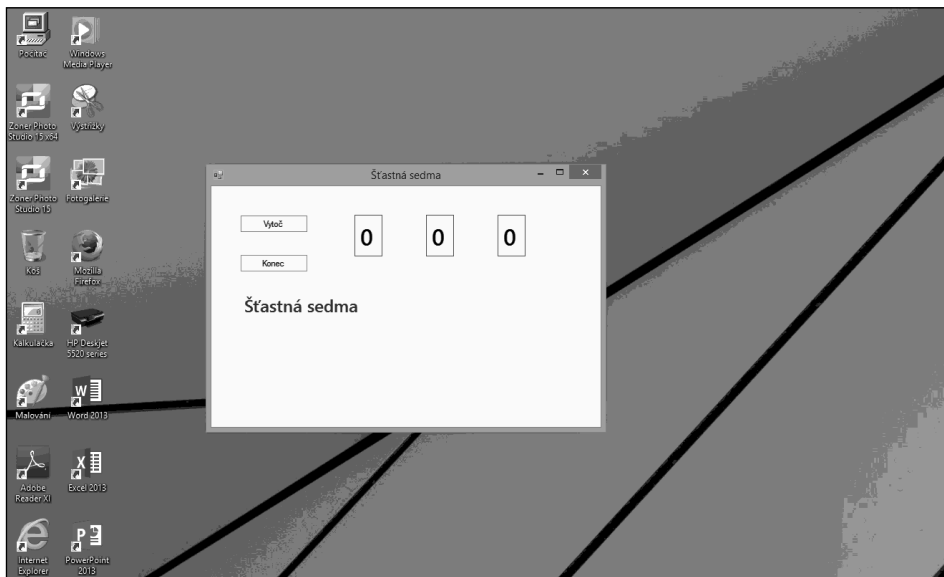 Počítač
Windows
Media Player
Zoner Photo
Studio 15 x64
Výstřižky
Zoner Photo
Studio 15
Fotogalerie
Koš
Mozilla
Firefox
Kalkulačka
HP Deskjet
5520 series
Malování
Word 2013
Adobe
Reader XI
Excel 2013
Internet
Explorer
PowerPoint
2013
Šťastná sedma
Vytoč
0 0 0
Konec
Šťastná sedma